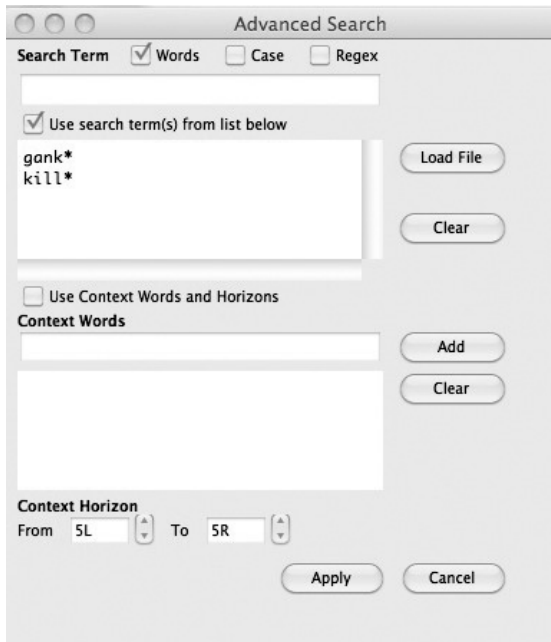 Advanced Search
Search Term Words Case Regex
Use search term(s) from list below
gank*
kill*
Load File
Clear
Use Context Words and Horizons
Context Words
Add
Clear
Context Horizon
From 5L To 5R
Apply Cancel